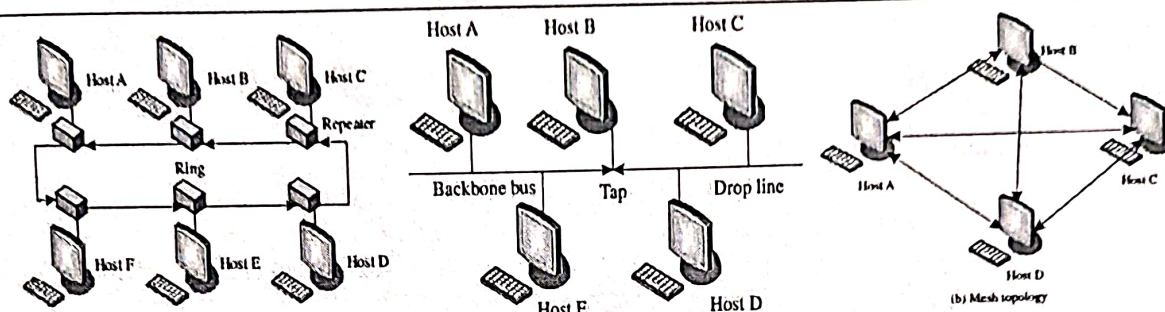 Host A
Host B
Host C
Repeater
Ring
Host F
Host E
Host D
Host A
Host B
Host C
Backbone bus
Tap
Drop line
Host E
Host D
Host B
Host A
Host C
Host D
(b) Mesh topology